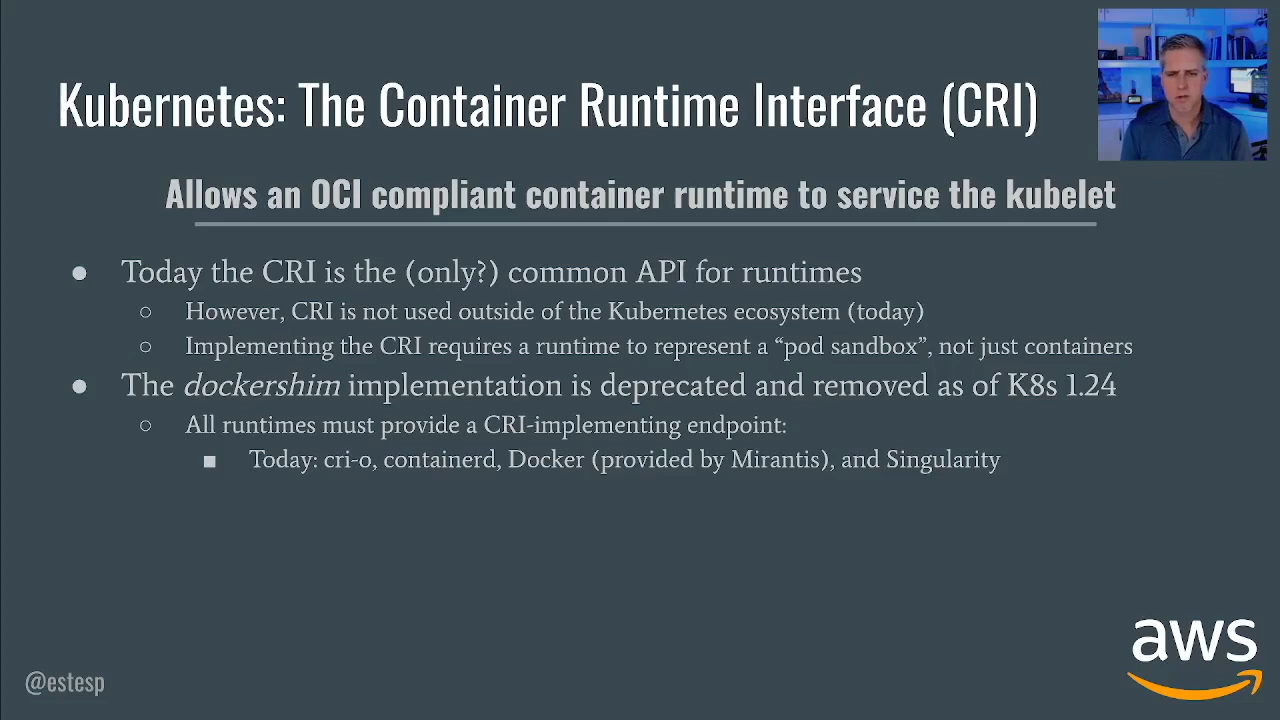 Kubernetes: The Container Runtime Interface (CRI)
Allows an OCI compliant container runtime to service the kubelet
● Today the CRI is the (only?) common API for runtimes
○ However, CRI is not used outside of the Kubernetes ecosystem (today)
○ Implementing the CRI requires a runtime to represent a “pod sandbox”, not just containers
● The dockershim implementation is deprecated and removed as of K8s 1.24
○ All runtimes must provide a CRI-implementing endpoint:
■ Today: cri-o, containerd, Docker (provided by Mirantis), and Singularity
@estesp
aws